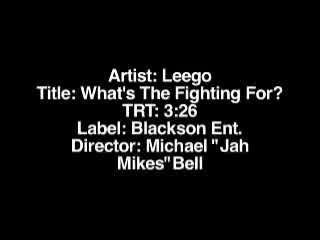 Artist: Leego
Title: What's The Fighting For?
TRT: 3:26
Label: Blackson Ent.
Director: Michael "Jah
Mikes"Bell